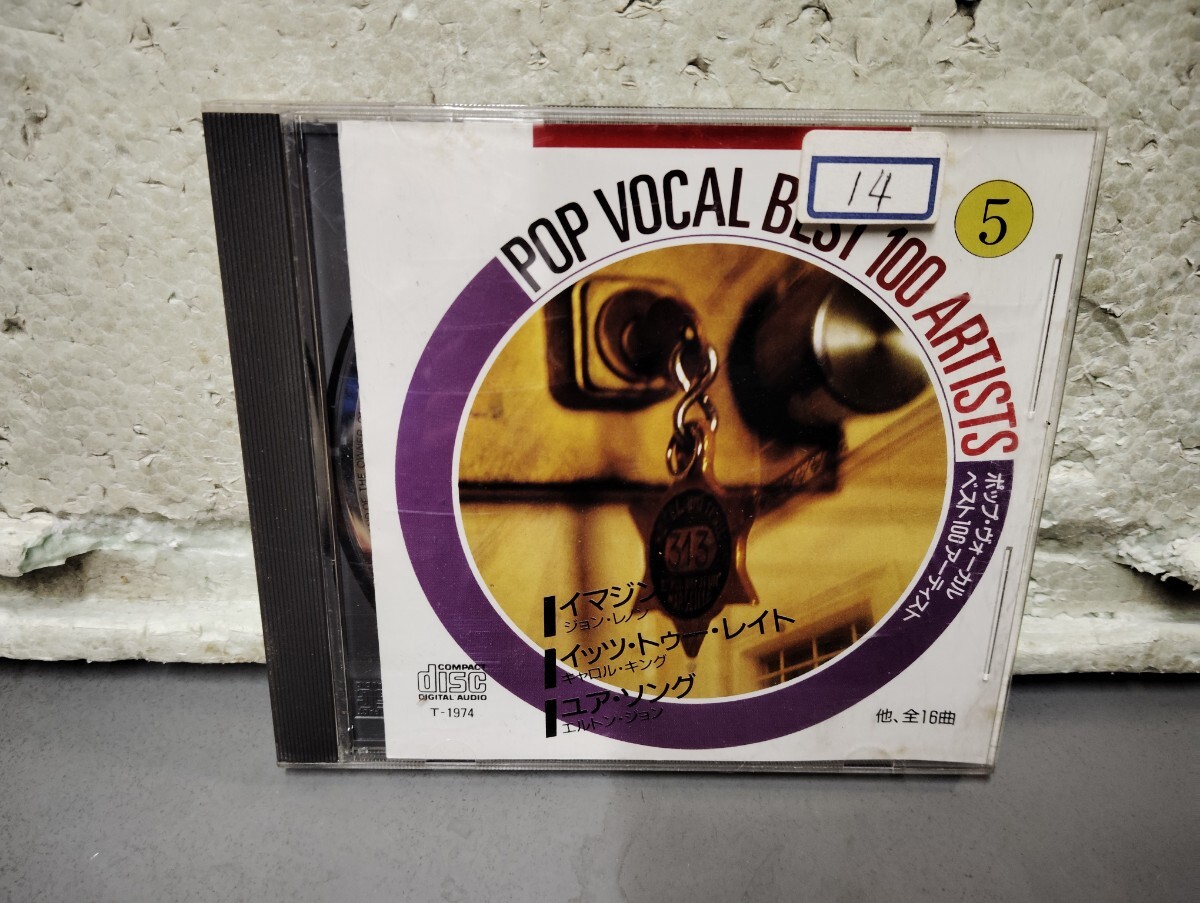 POP VOCAL BEST 100 ARTISTS
14
5
ポップ・ヴォーカル
ベスト100アーティスト
313
イマジン
ジョン・レノン
イッツ・トゥー・レイト
キャロル・キング
ユア・ソング
エルトン・ジョン
COMPACT
disc
DIGITAL AUDIO
T-1974
他、全16曲